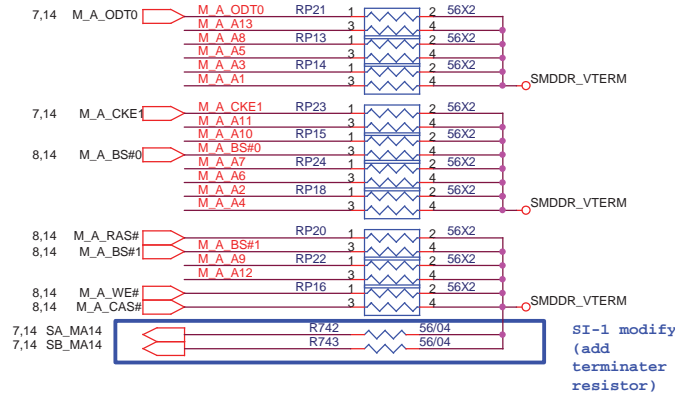 7,14 M_A_ODT0 M_A_ODT0 RP21 1 2 56X2
M_A_A13 3 4
M_A_A8 RP13 1 2 56X2
M_A_A5 3 4
M_A_A3 RP14 1 2 56X2
M_A_A1 3 4 SMDDR_VTERM
7,14 M_A_CKE1 M_A_CKE1 RP23 1 2 56X2
M_A_A11 3 4
M_A_A10 RP15 1 2 56X2
8,14 M_A_BS#0 M_A_BS#0 3 4
M_A_A7 RP24 1 2 56X2
M_A_A6 3 4
M_A_A2 RP18 1 2 56X2
M_A_A4 3 4 SMDDR_VTERM
8,14 M_A_RAS# RP20 1 2 56X2
8,14 M_A_BS#1 M_A_BS#1 3 4
M_A_A9 RP22 1 2 56X2
M_A_A12 3 4
8,14 M_A_WE# RP16 1 2 56X2
8,14 M_A_CAS# 3 4 SMDDR_VTERM
7,14 SA_MA14 R742 56/04
7,14 SB_MA14 R743 56/04
SI-1 modify
(add
terminater
resistor)